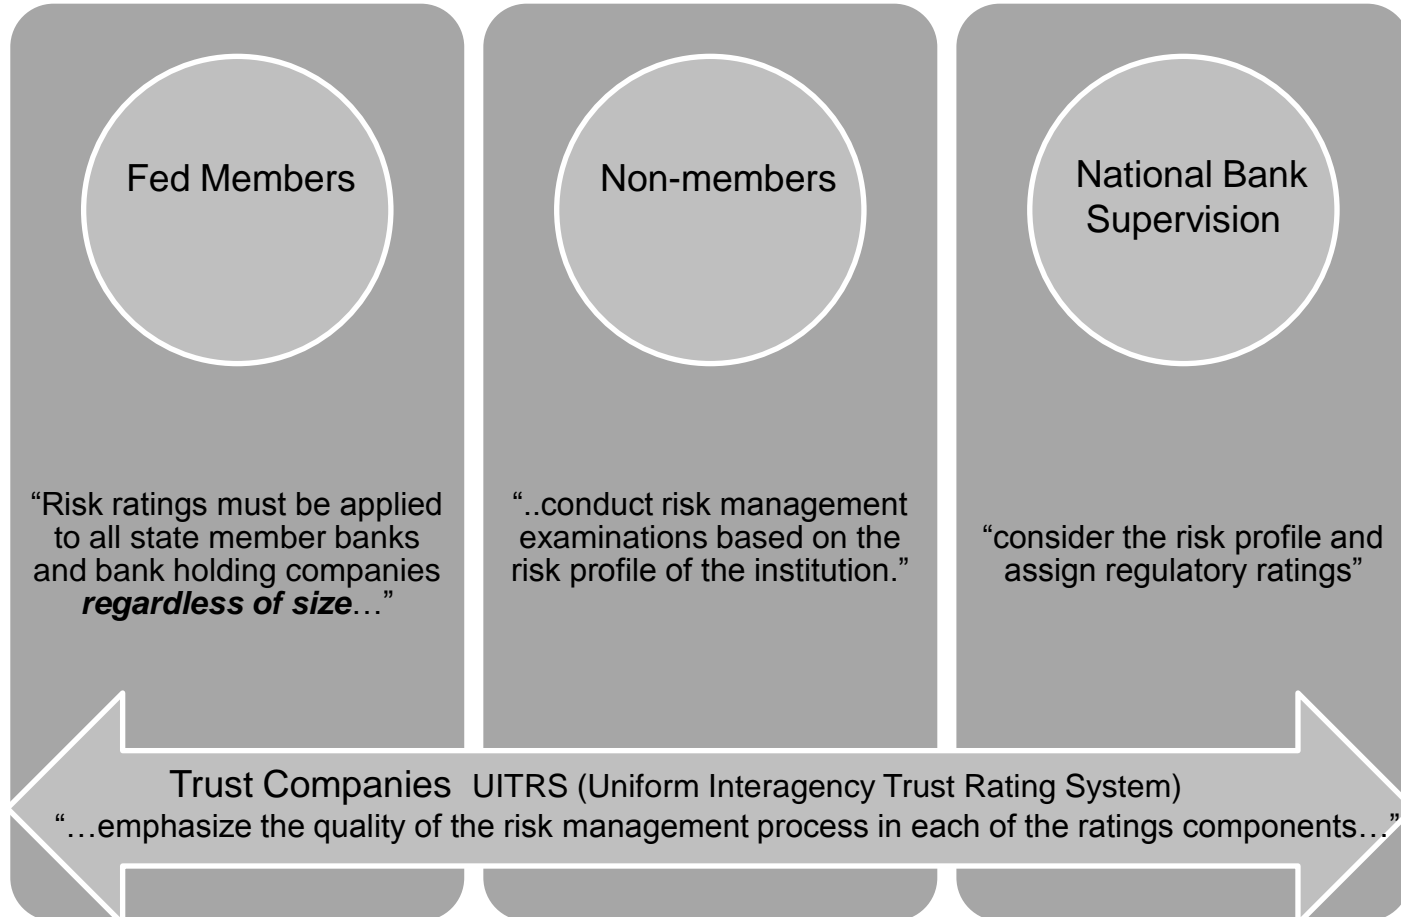 Fed Members
“Risk ratings must be applied
to all state member banks
and bank holding companies
regardless of size…”
Non-members
“..conduct risk management
examinations based on the
risk profile of the institution.”
National Bank
Supervision
“consider the risk profile and
assign regulatory ratings”
Trust Companies UITRS (Uniform Interagency Trust Rating System)
“…emphasize the quality of the risk management process in each of the ratings components…”